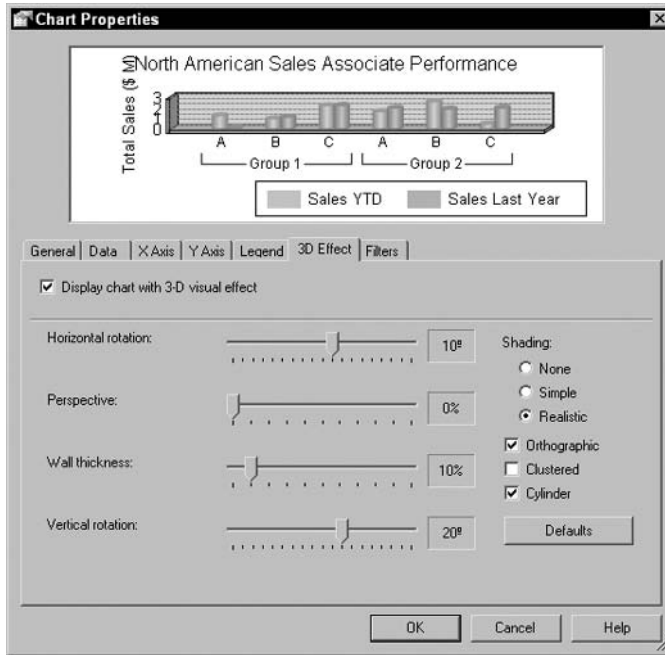 Chart Properties
North American Sales Associate Performance
Total Sales ($ M)
3
2
1
0
A B C A B C
Group 1 Group 2
Sales YTD Sales Last Year
General Data X Axis Y Axis Legend 3D Effect Filters
Display chart with 3-D visual effect
Horizontal rotation: 10º
Shading:
None
Simple
Realistic
Perspective: 0%
Orthographic
Clustered
Cylinder
Wall thickness: 10%
Vertical rotation: 20º
Defaults
OK Cancel Help